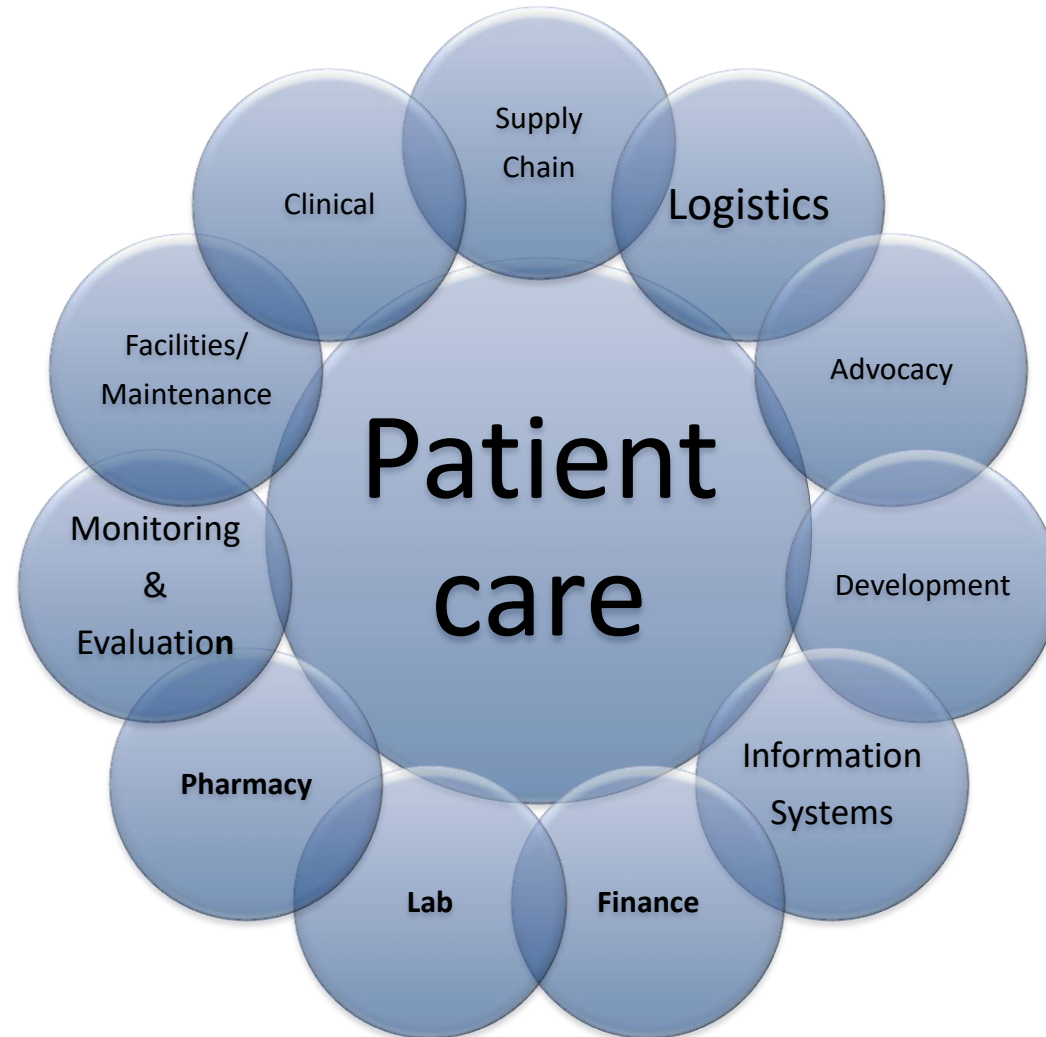 Supply
Chain
Logistics
Advocacy
Development
Information
Systems
Finance
Lab
Pharmacy
Monitoring
&
Evaluation
Facilities/
Maintenance
Clinical
Patient
care